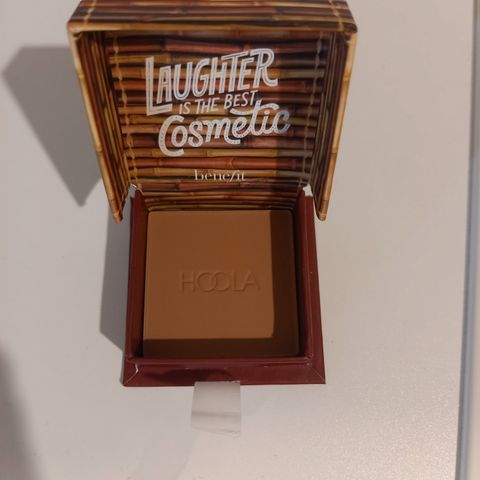 LAUGHTER
IS THE BEST
Cosmetic
benefit
HOOLA